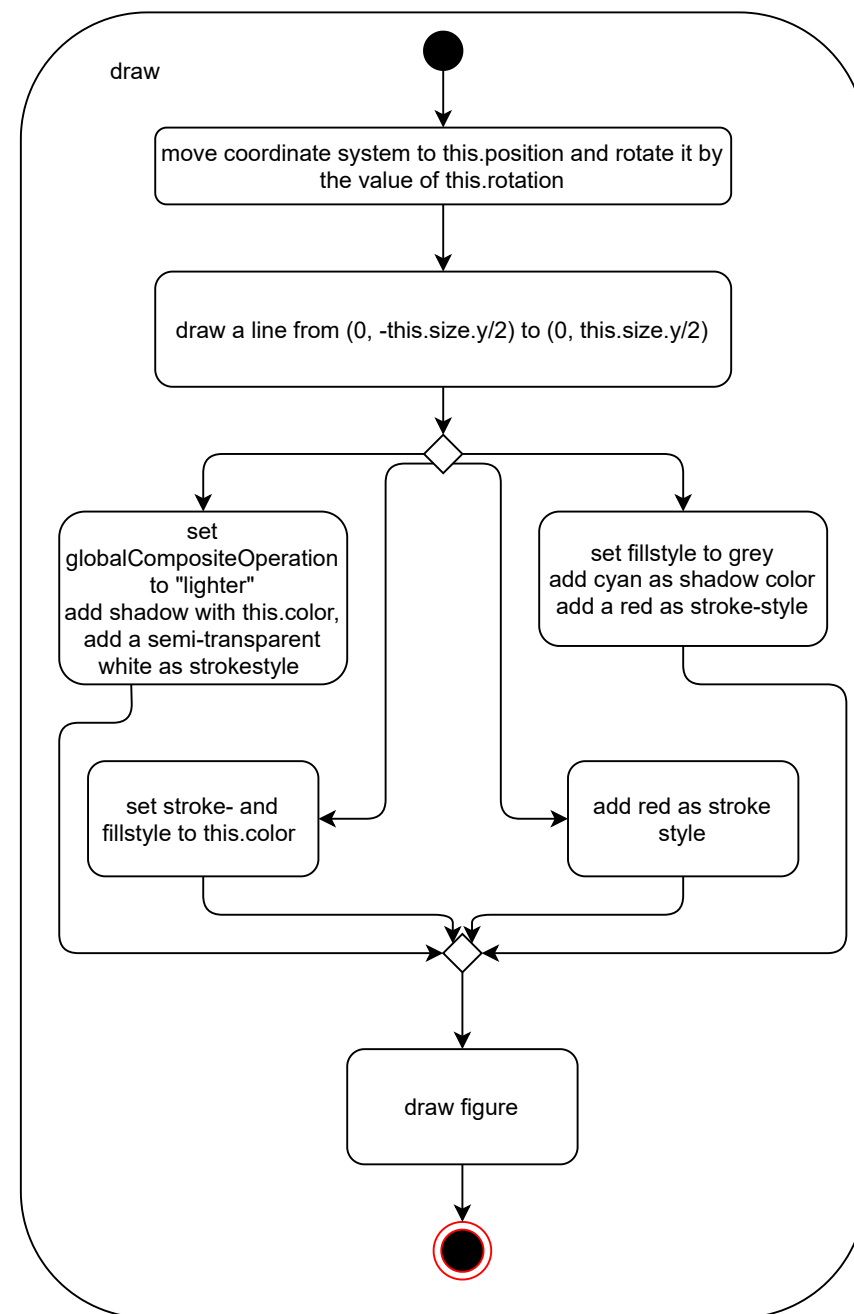 draw
move coordinate system to this.position and rotate it by
the value of this.rotation
draw a line from (0, -this.size.y/2) to (0, this.size.y/2)
set
globalCompositeOperation
to "lighter"
add shadow with this.color,
add a semi-transparent
white as strokestyle
set fillstyle to grey
add cyan as shadow color
add a red as stroke-style
set stroke- and
fillstyle to this.color
add red as stroke
style
draw figure